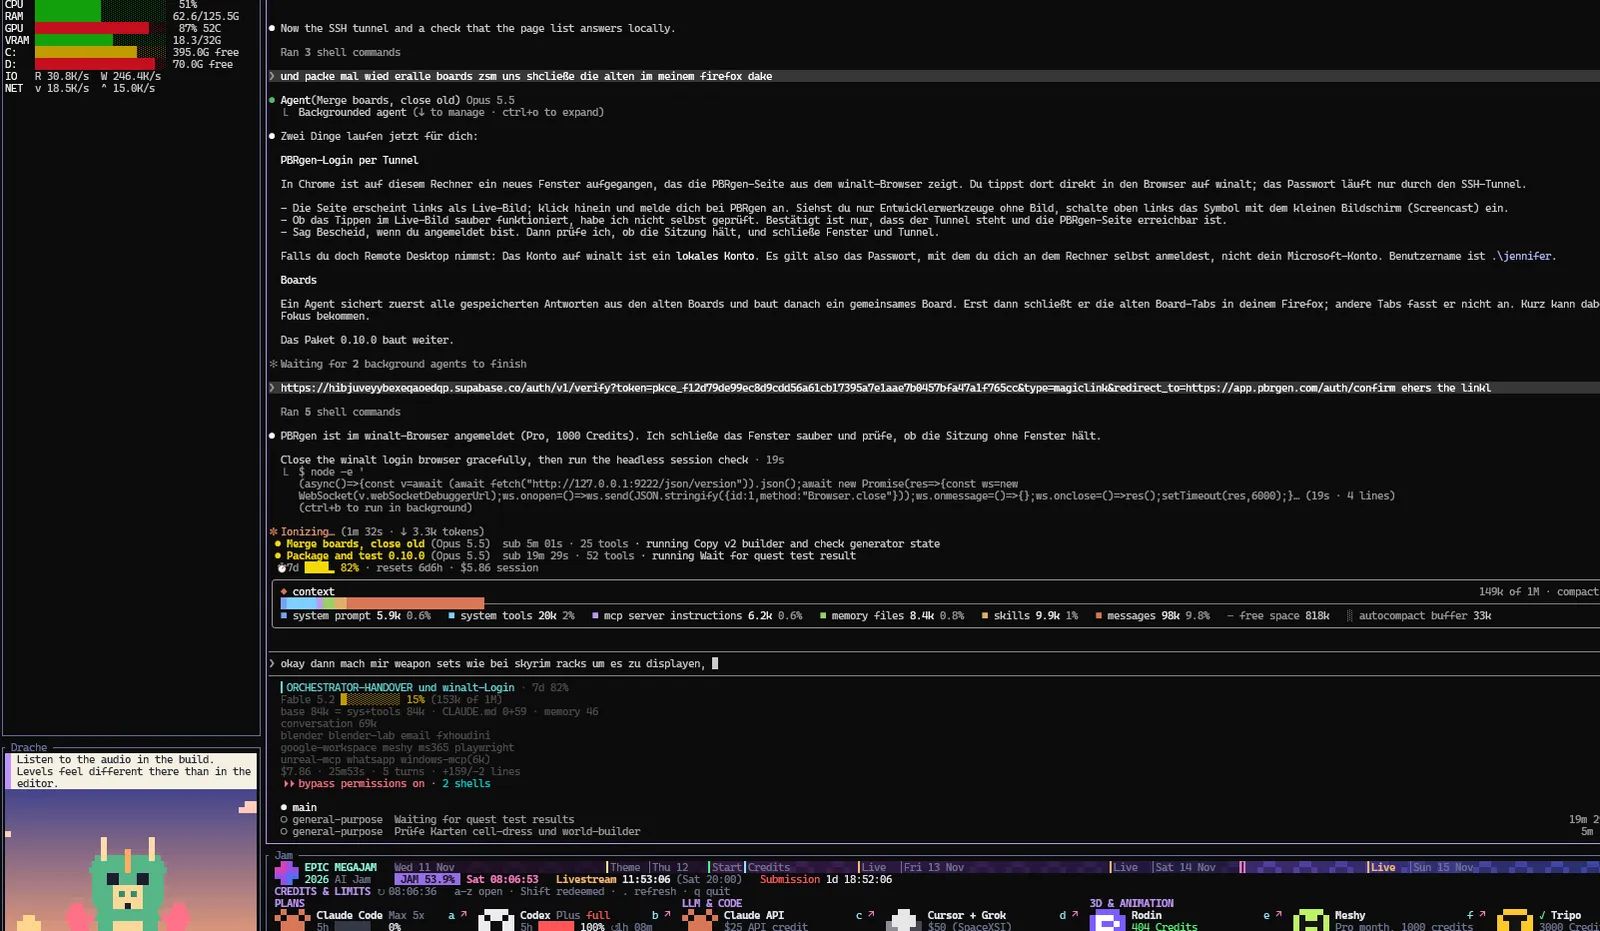 CPU 51%
RAM 62.6/125.5G
GPU 87% 52C
VRAM 18.3/32G
C: 395.0G free
D: 70.0G free
IO R 30.8K/s W 246.4K/s
NET v 18.5K/s ^ 15.0K/s
● Now the SSH tunnel and a check that the page list answers locally.
Ran 3 shell commands
❯ und packe mal wied eralle boards zsm uns shcließe die alten im meinem firefox dake
● Agent(Merge boards, close old) Opus 5.5
└ Backgrounded agent (↓ to manage · ctrl+o to expand)
● Zwei Dinge laufen jetzt für dich:
PBRgen-Login per Tunnel
In Chrome ist auf diesem Rechner ein neues Fenster aufgegangen, das die PBRgen-Seite aus dem winalt-Browser zeigt. Du tippst dort direkt in den Browser auf winalt; das Passwort läuft nur durch den SSH-Tunnel.
– Die Seite erscheint links als Live-Bild; klick hinein und melde dich bei PBRgen an. Siehst du nur Entwicklerwerkzeuge ohne Bild, schalte oben links das Symbol mit dem kleinen Bildschirm (Screencast) ein.
– Ob das Tippen im Live-Bild sauber funktioniert, habe ich nicht selbst geprüft. Bestätigt ist nur, dass der Tunnel steht und die PBRgen-Seite erreichbar ist.
– Sag Bescheid, wenn du angemeldet bist. Dann prüfe ich, ob die Sitzung hält, und schließe Fenster und Tunnel.
Falls du doch Remote Desktop nimmst: Das Konto auf winalt ist ein lokales Konto. Es gilt also das Passwort, mit dem du dich an dem Rechner selbst anmeldest, nicht dein Microsoft-Konto. Benutzername ist .\jennifer.
Boards
Ein Agent sichert zuerst alle gespeicherten Antworten aus den alten Boards und baut danach ein gemeinsames Board. Erst dann schließt er die alten Board-Tabs in deinem Firefox; andere Tabs fasst er nicht an. Kurz kann dab
Fokus bekommen.
Das Paket 0.10.0 baut weiter.
✻ Waiting for 2 background agents to finish
❯ https://hibjuveyybexeqaoedqp.supabase.co/auth/v1/verify?token=pkce_f12d79de99ec8d9cdd56a61cb17395a7e1aae7b0457bfa47a1f765cc&type=magiclink&redirect_to=https://app.pbrgen.com/auth/confirm ehers the linkl
Ran 5 shell commands
● PBRgen ist im winalt-Browser angemeldet (Pro, 1000 Credits). Ich schließe das Fenster sauber und prüfe, ob die Sitzung ohne Fenster hält.
Close the winalt login browser gracefully, then run the headless session check · 19s
└ $ node -e '
(async()=>{const v=await (await fetch("http://127.0.0.1:9222/json/version")).json();await new Promise(res=>{const ws=new
WebSocket(v.webSocketDebuggerUrl);ws.onopen=()=>ws.send(JSON.stringify({id:1,method:"Browser.close"}));ws.onmessage=()=>{};ws.onclose=()=>res();setTimeout(res,6000);}… (19s · 4 lines)
(ctrl+b to run in background)
✻ Ionizing… (1m 32s · ↓ 3.3k tokens)
● Merge boards, close old (Opus 5.5) sub 5m 01s · 25 tools · running Copy v2 builder and check generator state
● Package and test 0.10.0 (Opus 5.5) sub 19m 29s · 52 tools · running Wait for quest test result
7d 82% · resets 6d6h · $5.86 session
◆ context 149k of 1M · compact
■ system prompt 5.9k 0.6% ■ system tools 20k 2% ■ mcp server instructions 6.2k 0.6% ■ memory files 8.4k 0.8% ■ skills 9.9k 1% ■ messages 98k 9.8% – free space 818k ░ autocompact buffer 33k
❯ okay dann mach mir weapon sets wie bei skyrim racks um es zu displayen,
ORCHESTRATOR-HANDOVER und winalt-Login · 7d 82%
Fable 5.2 15% (153k of 1M)
base 84k = sys+tools 84k · CLAUDE.md 0+59 · memory 46
conversation 69k
blender blender-lab email fxhoudini
google-workspace meshy ms365 playwright
unreal-mcp whatsapp windows-mcp(6k)
$7.86 · 25m53s · 5 turns · +159/-2 lines
⏵⏵ bypass permissions on · 2 shells
● main
○ general-purpose Waiting for quest test results 19m 2
○ general-purpose Prüfe Karten cell-dress und world-builder 5m
Drache
Listen to the audio in the build.
Levels feel different there than in the
editor.
Jam
EPIC MEGAJAM Wed 11 Nov Theme Thu 12 Start Credits Live Fri 13 Nov Live Sat 14 Nov Live Sun 15 Nov
2026 AI Jam JAM 53.9% Sat 08:06:53 Livestream 11:53:06 (Sat 20:00) Submission 1d 18:52:06
CREDITS & LIMITS ↻ 08:06:36 a-z open · Shift redeemed · . refresh · q quit
PLANS LLM & CODE 3D & ANIMATION
Claude Code Max 5x a ↗ Codex Plus full b ↗ Claude API c ↗ Cursor + Grok d ↗ Rodin e ↗ Meshy f ↗ ✓ Tripo
5h 0% 5h 100% 1h 08m $25 API credit $50 (SpaceXSI) 404 Credits Pro month, 1000 credits 3000 Credi